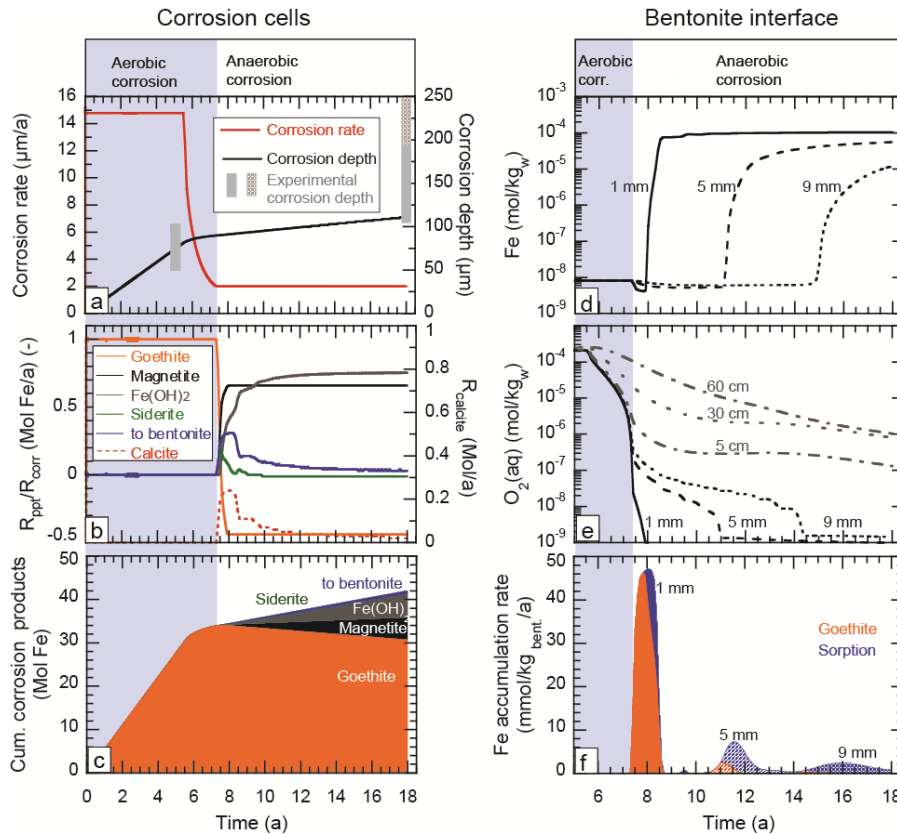 Corrosion cells
Bentonite interface
Aerobic
corrosion
Anaerobic
corrosion
Aerobic
corr.
Anaerobic
corrosion
Corrosion rate (µm/a)
16
14
12
10
8
6
4
2
0
Corrosion rate
Corrosion depth
Experimental
corrosion depth
a
250
200
150
100
50
0
Corrosion depth (µm)
Fe (mol/kgw)
10-3
10-4
10-5
10-6
10-7
10-8
10-9
1 mm
5 mm
9 mm
d
Rppt/Rcorr (Mol Fe/a) (-)
1
0.5
0
-0.5
Goethite
Magnetite
Fe(OH)2
Siderite
to bentonite
Calcite
b
1
0.8
0.6
0.4
0.2
0
Rcalcite (Mol/a)
O2(aq) (mol/kgw)
10-3
10-4
10-5
10-6
10-7
10-8
10-9
60 cm
30 cm
5 cm
1 mm
5 mm
9 mm
e
Cum. corrosion products
(Mol Fe)
50
40
30
20
10
0
to bentonite
Siderite
Fe(OH)
Magnetite
Goethite
c
0 2 4 6 8 10 12 14 16 18
Time (a)
Fe accumulation rate
(mmol/kgbent./a)
50
40
30
20
10
0
1 mm
Goethite
Sorption
5 mm
9 mm
f
6 8 10 12 14 16 18
Time (a)